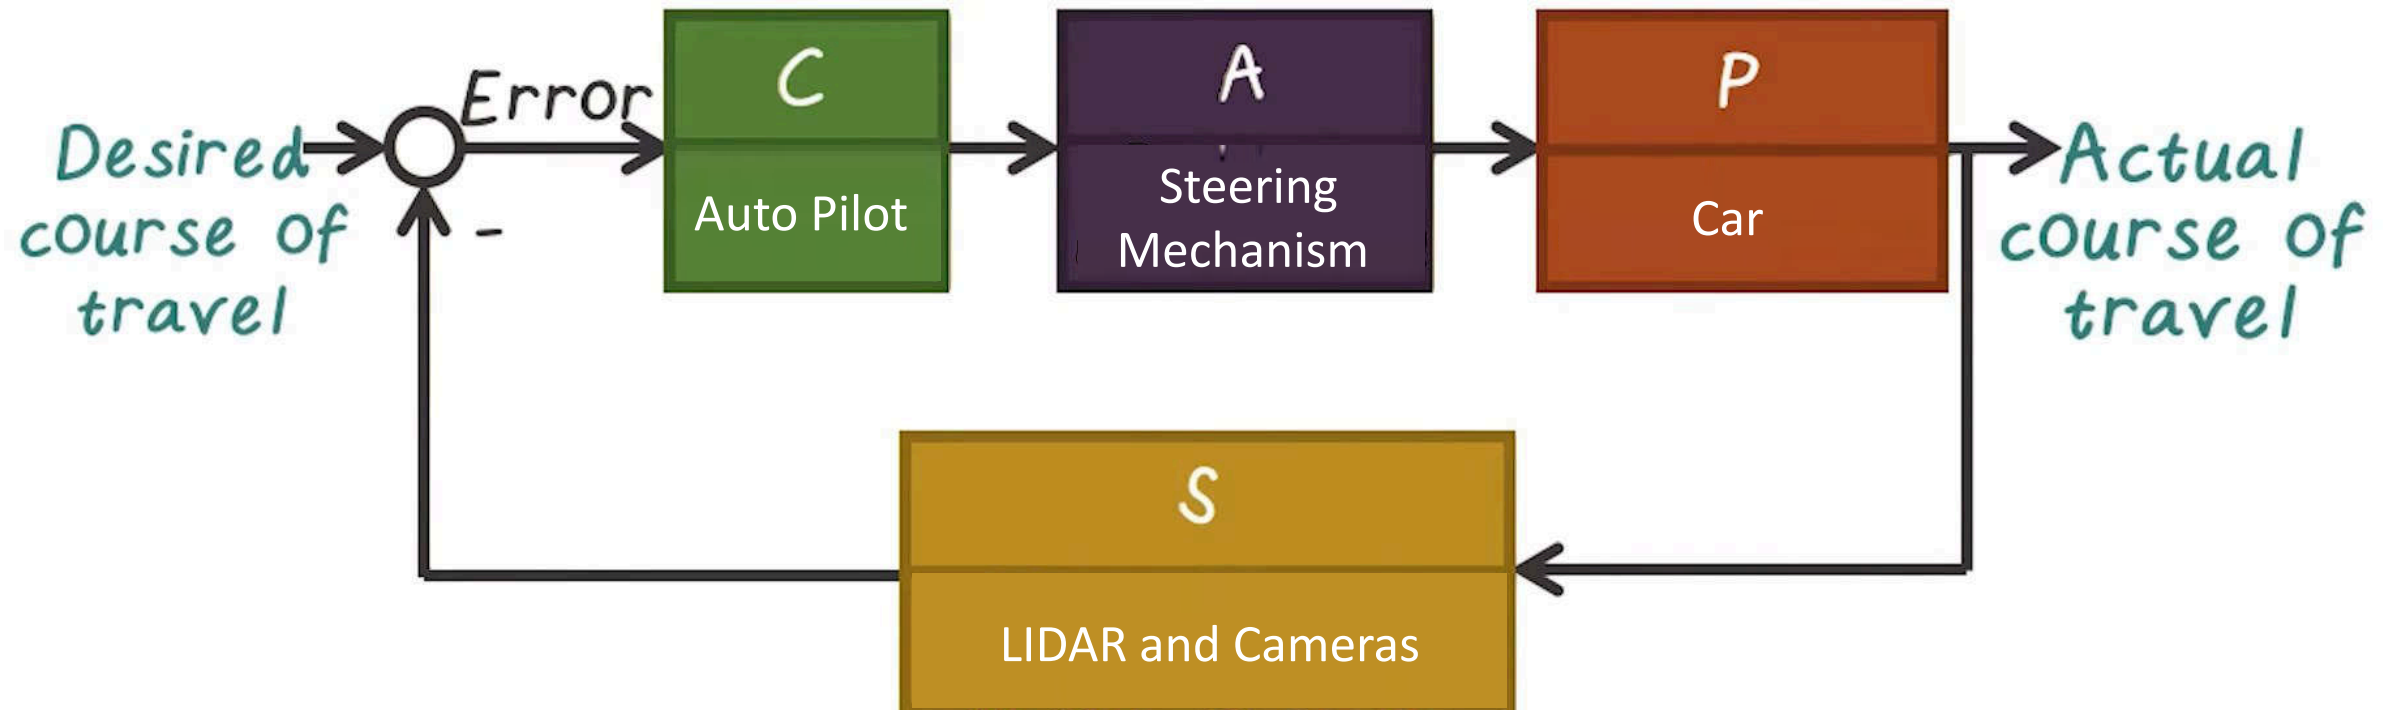 Desired
course of
travel
Error
-
C
Auto Pilot
A
Steering
Mechanism
P
Car
Actual
course of
travel
S
LIDAR and Cameras